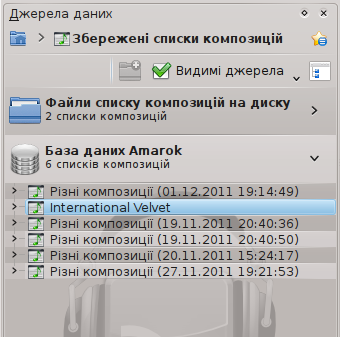 Джерела даних
Збережені списки композицій
Видимі джерела
Файли списку композицій на диску
2 списки композицій
База даних Amarok
6 списків композицій
Різні композиції (01.12.2011 19:14:49)
International Velvet
Різні композиції (19.11.2011 20:40:36)
Різні композиції (19.11.2011 20:40:50)
Різні композиції (20.11.2011 15:24:17)
Різні композиції (27.11.2011 19:21:53)